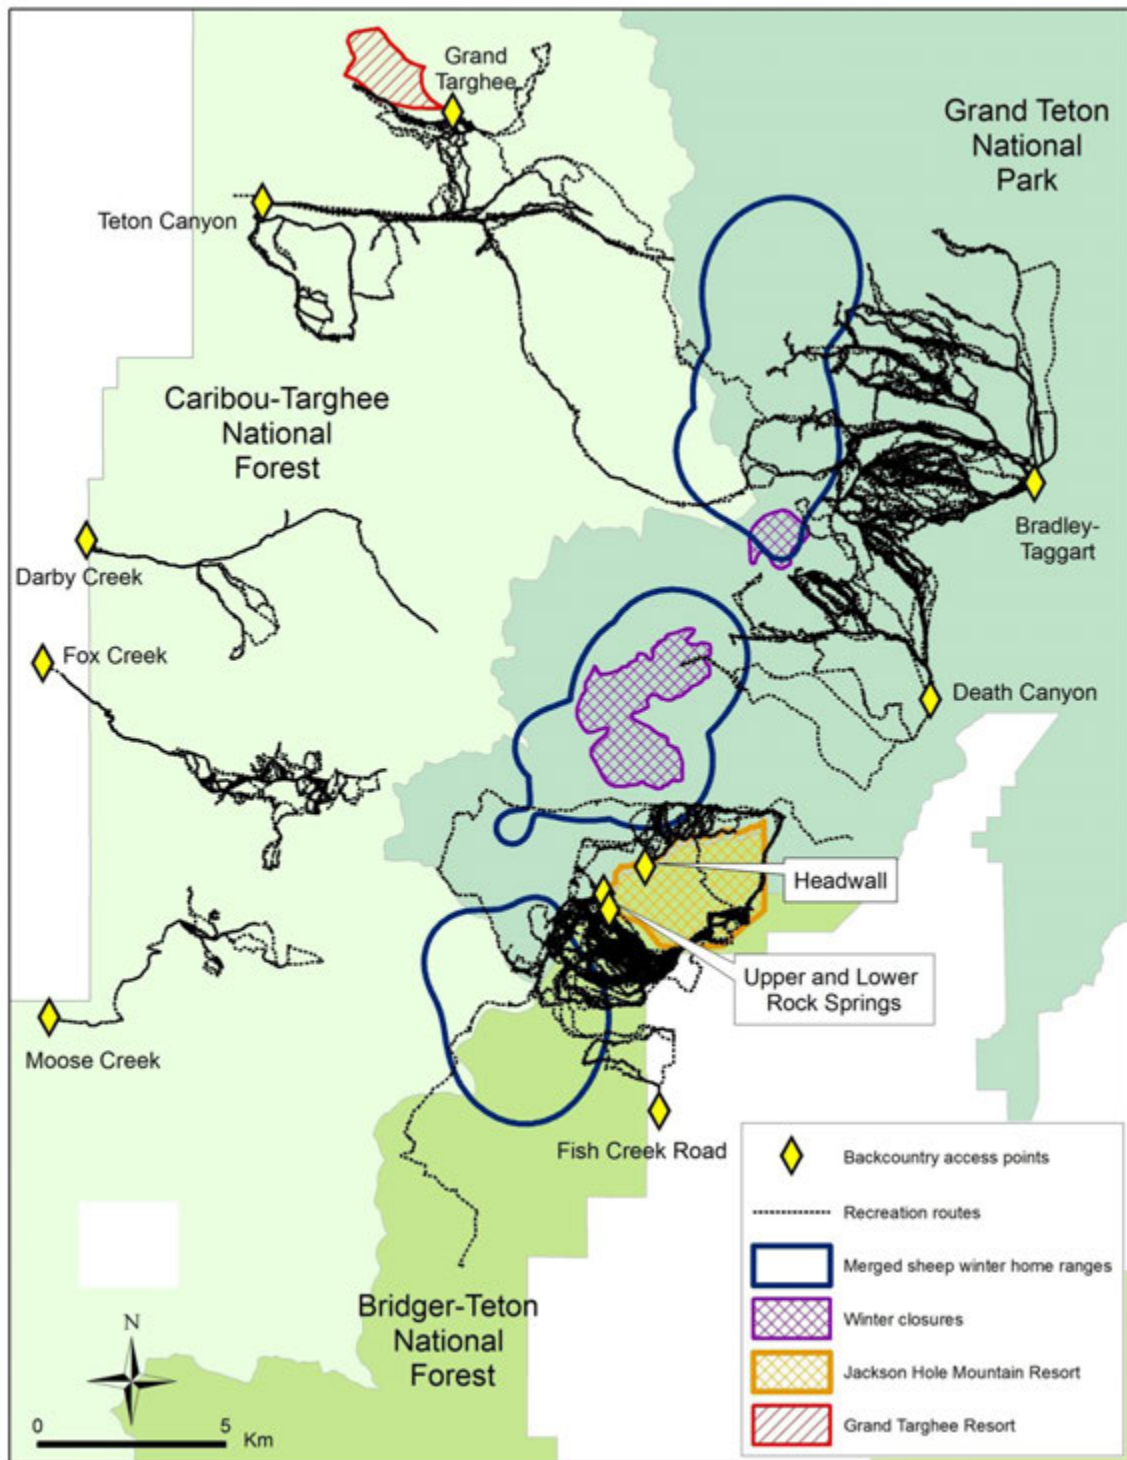 Grand
Targhee
Grand Teton
National
Park
Teton Canyon
Caribou-Targhee
National
Forest
Bradley-
Taggart
Darby Creek
Fox Creek
Death Canyon
Headwall
Upper and Lower
Rock Springs
Moose Creek
Fish Creek Road
Bridger-Teton
National
Forest
N
0 5
Km
Backcountry access points
Recreation routes
Merged sheep winter home ranges
Winter closures
Jackson Hole Mountain Resort
Grand Targhee Resort